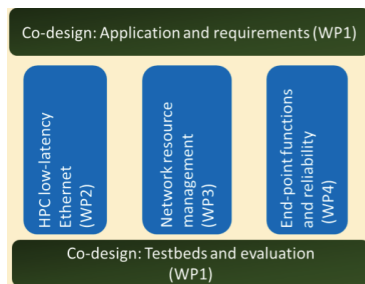 Co-design: Application and requirements (WP1)
HPC low-latency
Ethernet
(WP2)
Network resource
management
(WP3)
End-point functions
and reliability
(WP4)
Co-design: Testbeds and evaluation
(WP1)